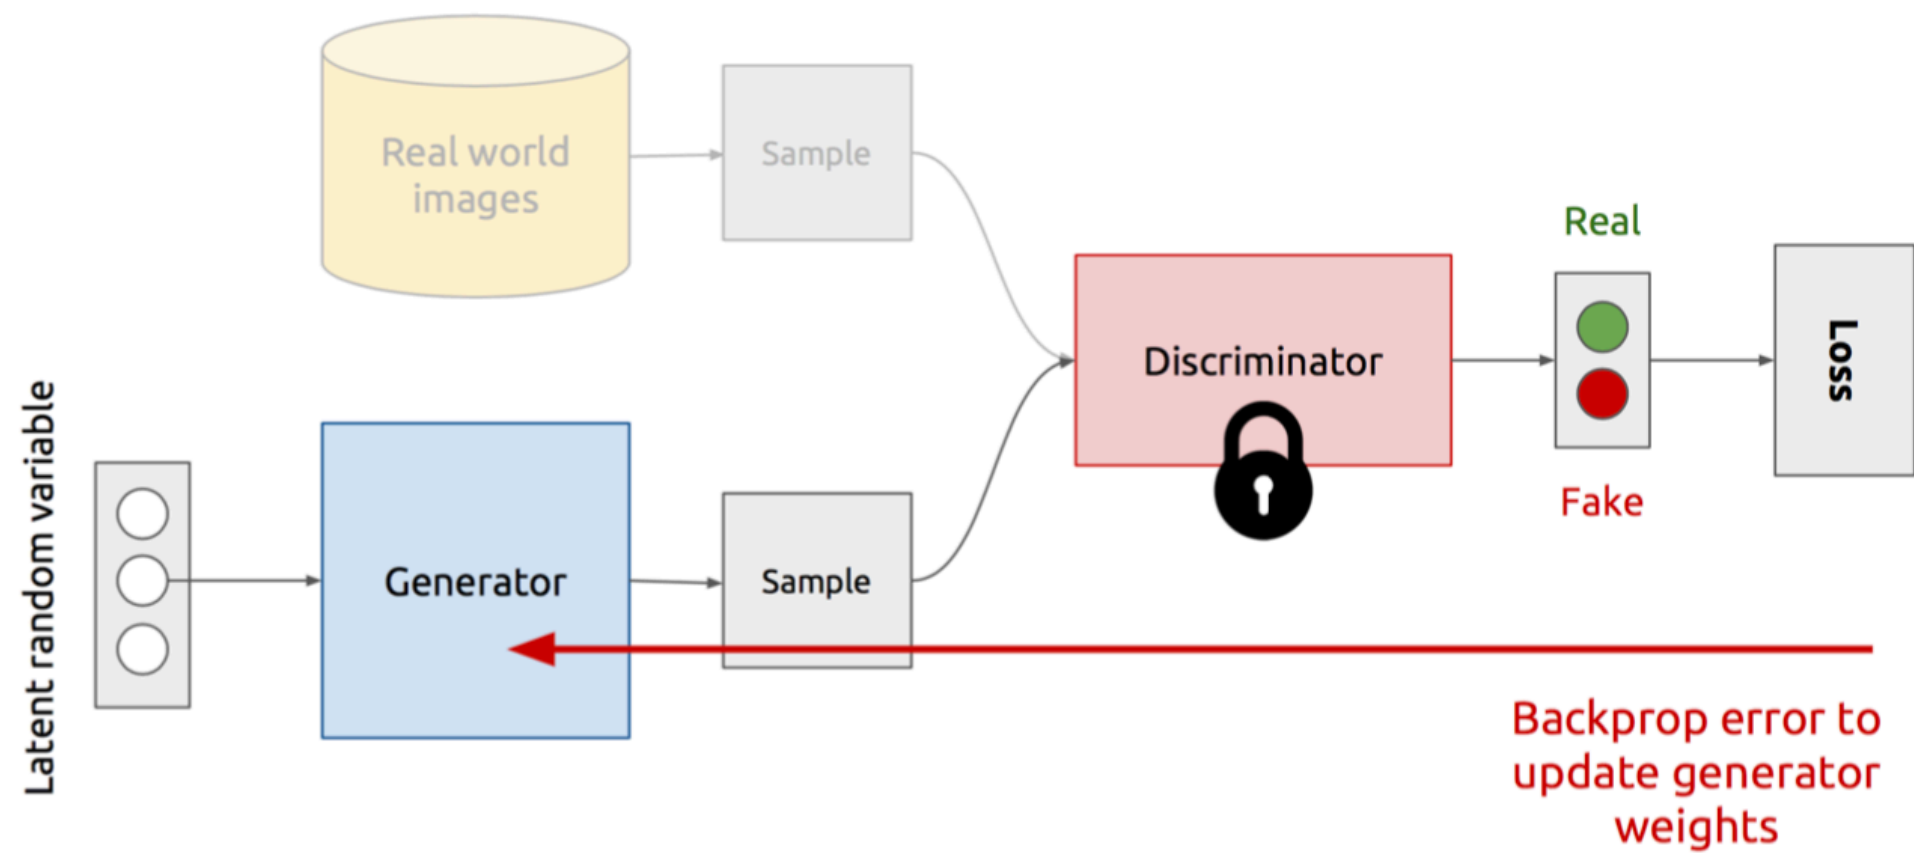 Real world
images
Sample
Real
Discriminator
Loss
Fake
Latent random variable
Generator
Sample
Backprop error to
update generator
weights